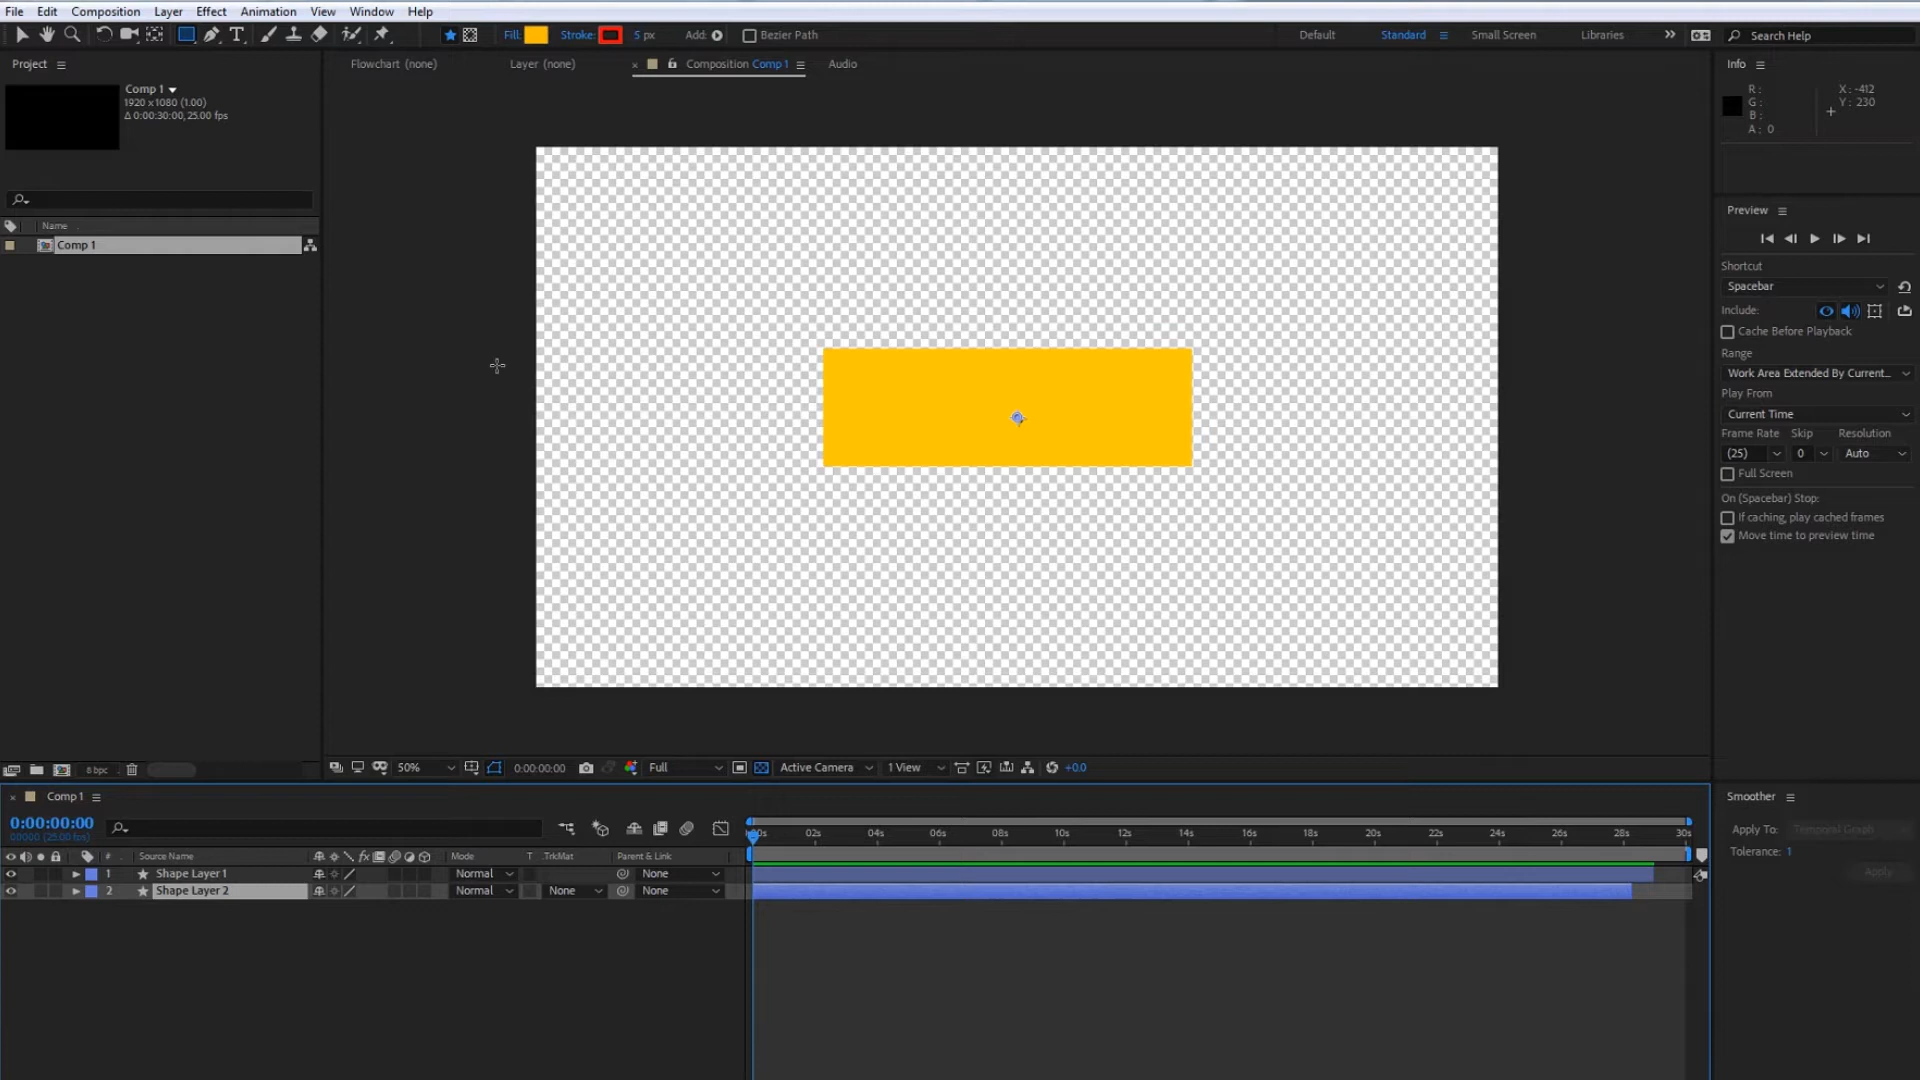 File Edit Composition Layer Effect Animation View Window Help
Fill: Stroke: 5 px Add: Bezier Path Default Standard Small Screen Libraries Search Help
Project Flowchart (none) Layer (none) Composition Comp 1 Audio Info
Comp 1
1920 x1080 (1.00)
Δ 0:00:30:00, 25.00 fps
R: X: -412
G: Y: 230
B:
A: 0
Name
Comp 1
Preview
Shortcut
Spacebar
Include:
Cache Before Playback
Range
Work Area Extended By Current...
Play From
Current Time
Frame Rate Skip Resolution
(25) 0 Auto
Full Screen
On (Spacebar) Stop:
If caching, play cached frames
Move time to preview time
8 bpc 50% 0:00:00:00 Full Active Camera 1 View +0.0
Comp 1
0:00:00:00
00000 (25.00 fps)
Smoother
Apply To: Temporal Graph
Tolerance: 1
Apply
00s 02s 04s 06s 08s 10s 12s 14s 16s 18s 20s 22s 24s 26s 28s 30s
# Source Name fx Mode T .TrkMat Parent & Link
1 Shape Layer 1 Normal None
2 Shape Layer 2 Normal None None